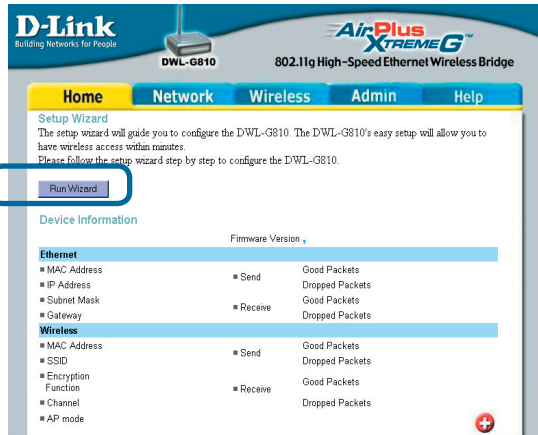 D-Link
Building Networks for People
DWL-G810
AirPlus
XTREME G™
802.11g High-Speed Ethernet Wireless Bridge
Home Network Wireless Admin Help
Setup Wizard
The setup wizard will guide you to configure the DWL-G810. The DWL-G810's easy setup will allow you to
have wireless access within minutes.
Please follow the setup wizard step by step to configure the DWL-G810.
Run Wizard
Device Information
Firmware Version ,
Ethernet
MAC Address
IP Address
Send
Good Packets
Dropped Packets
Subnet Mask
Gateway
Receive
Good Packets
Dropped Packets
Wireless
MAC Address
SSID
Send
Good Packets
Dropped Packets
Encryption
Function
Channel
Receive
Good Packets
Dropped Packets
AP mode